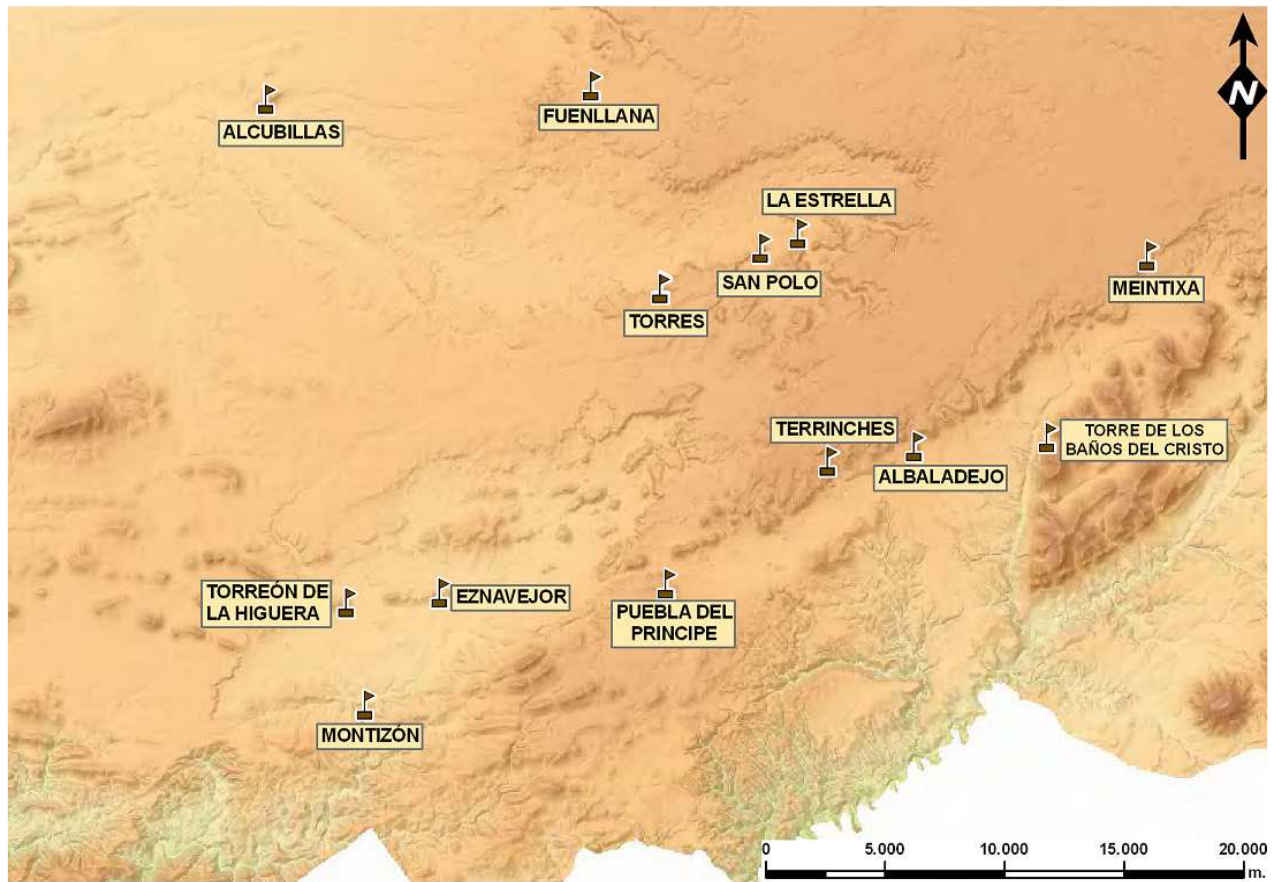 N
FUENLLANA
ALCUBILLAS
LA ESTRELLA
SAN POLO
MEINTIXA
TORRES
TERRINCHES
TORRE DE LOS
BAÑOS DEL CRISTO
ALBALADEJO
TORREÓN DE
LA HIGUERA
EZNAVEJOR
PUEBLA DEL
PRINCIPE
MONTIZÓN
0 5.000 10.000 15.000 20.000
m.